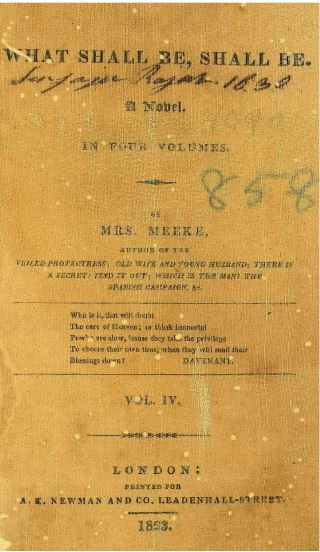 WHAT SHALL BE, SHALL BE.
1838
A Novel.
IN FOUR VOLUMES.
858
BY
MRS. MEEKE,
AUTHOR OF THE
VEILED PROTECTRESS; OLD WIFE AND YOUNG HUSBAND; THERE IS
A SECRET: FIND IT OUT; WHICH IS THE MAN? THE
SPANISH CAMPAIGN, &c.
Who is it, that will doubt
The care of Heaven; or think immortal
Pow'rs are slow, 'cause they take the privilege
To choose their own time, when they will send their
Blessings down? DAVENANT.
VOL. IV.
LONDON:
PRINTED FOR
A. K. NEWMAN AND CO. LEADENHALL-STREET.
1823.